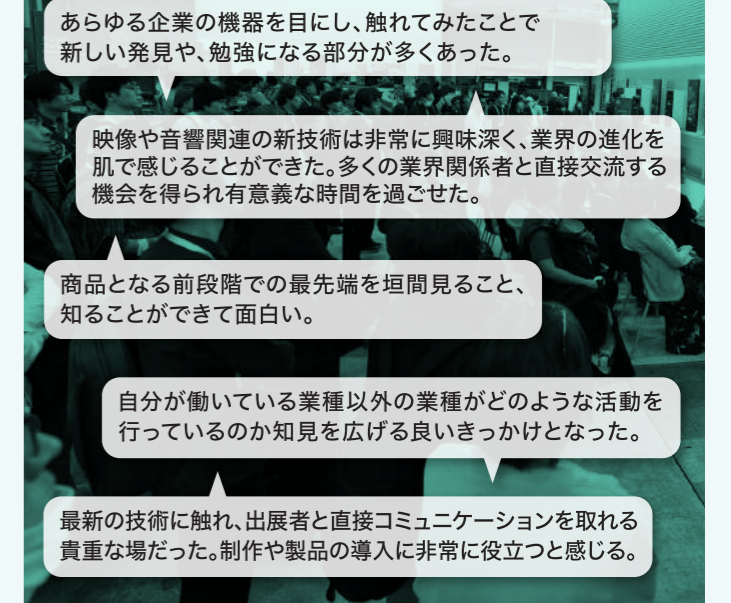 あらゆる企業の機器を目にし、触れてみたことで
新しい発見や、勉強になる部分が多くあった。
映像や音響関連の新技術は非常に興味深く、業界の進化を
肌で感じることができた。多くの業界関係者と直接交流する
機会を得られ有意義な時間を過ごせた。
商品となる前段階での最先端を垣間見ること、
知ることができて面白い。
自分が働いている業種以外の業種がどのような活動を
行っているのか知見を広げる良いきっかけとなった。
最新の技術に触れ、出展者と直接コミュニケーションを取れる
貴重な場だった。制作や製品の導入に非常に役立つと感じる。